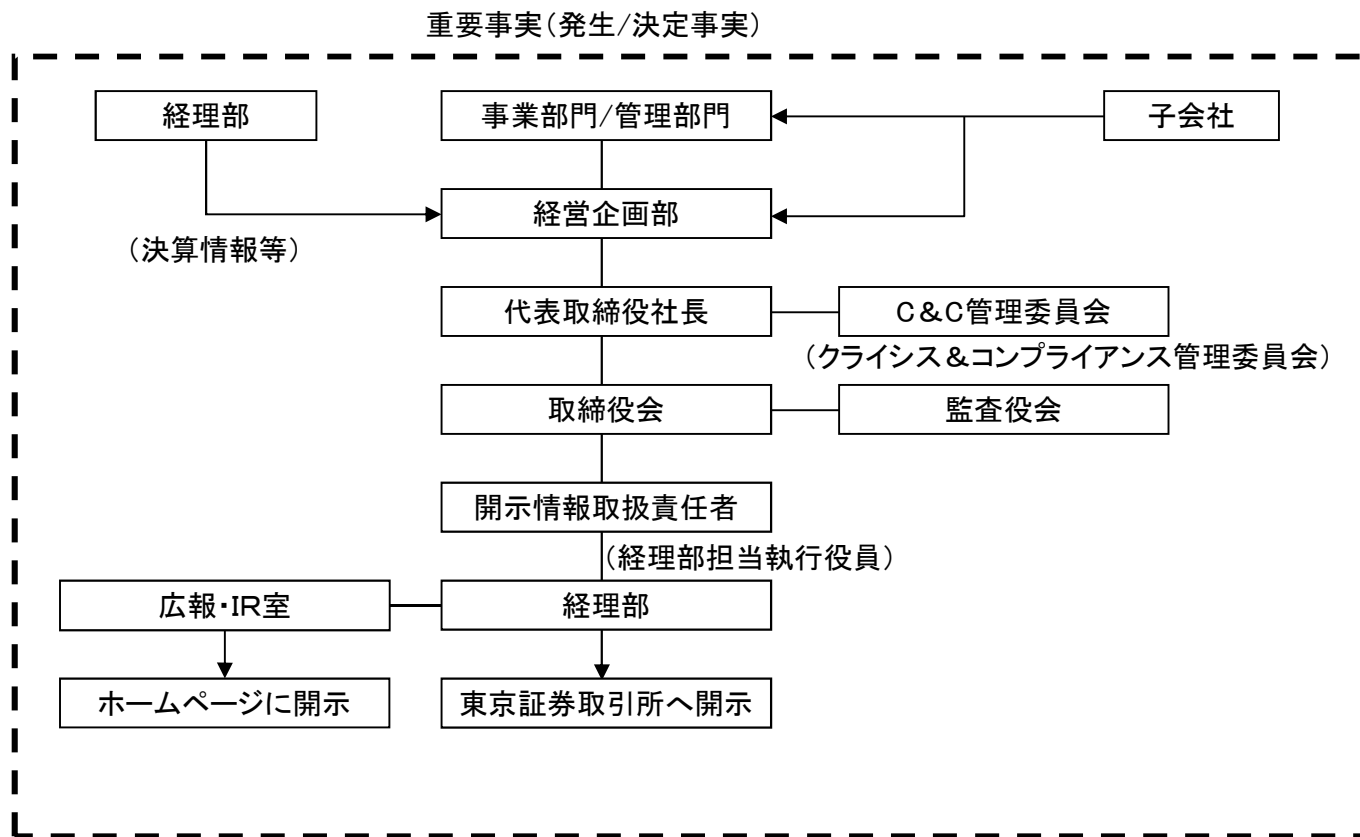 重要事実（発生/決定事実）
経理部
事業部門/管理部門
子会社
経営企画部
（決算情報等）
代表取締役社長
C&C管理委員会
（クライシス&コンプライアンス管理委員会）
取締役会
監査役会
開示情報取扱責任者
（経理部担当執行役員）
広報・IR室
経理部
ホームページに開示
東京証券取引所へ開示